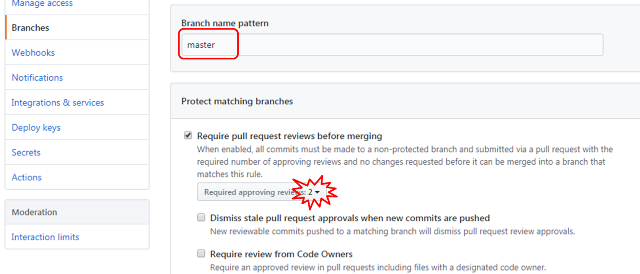 Manage access
Branches
Webhooks
Notifications
Integrations & services
Deploy keys
Secrets
Actions
Moderation
Interaction limits
Branch name pattern
master
Protect matching branches
Require pull request reviews before merging
When enabled, all commits must be made to a non-protected branch and submitted via a pull request with the
required number of approving reviews and no changes requested before it can be merged into a branch that
matches this rule.
Required approving reviews: 2
Dismiss stale pull request approvals when new commits are pushed
New reviewable commits pushed to a matching branch will dismiss pull request review approvals.
Require review from Code Owners
Require an approved review in pull requests including files with a designated code owner.